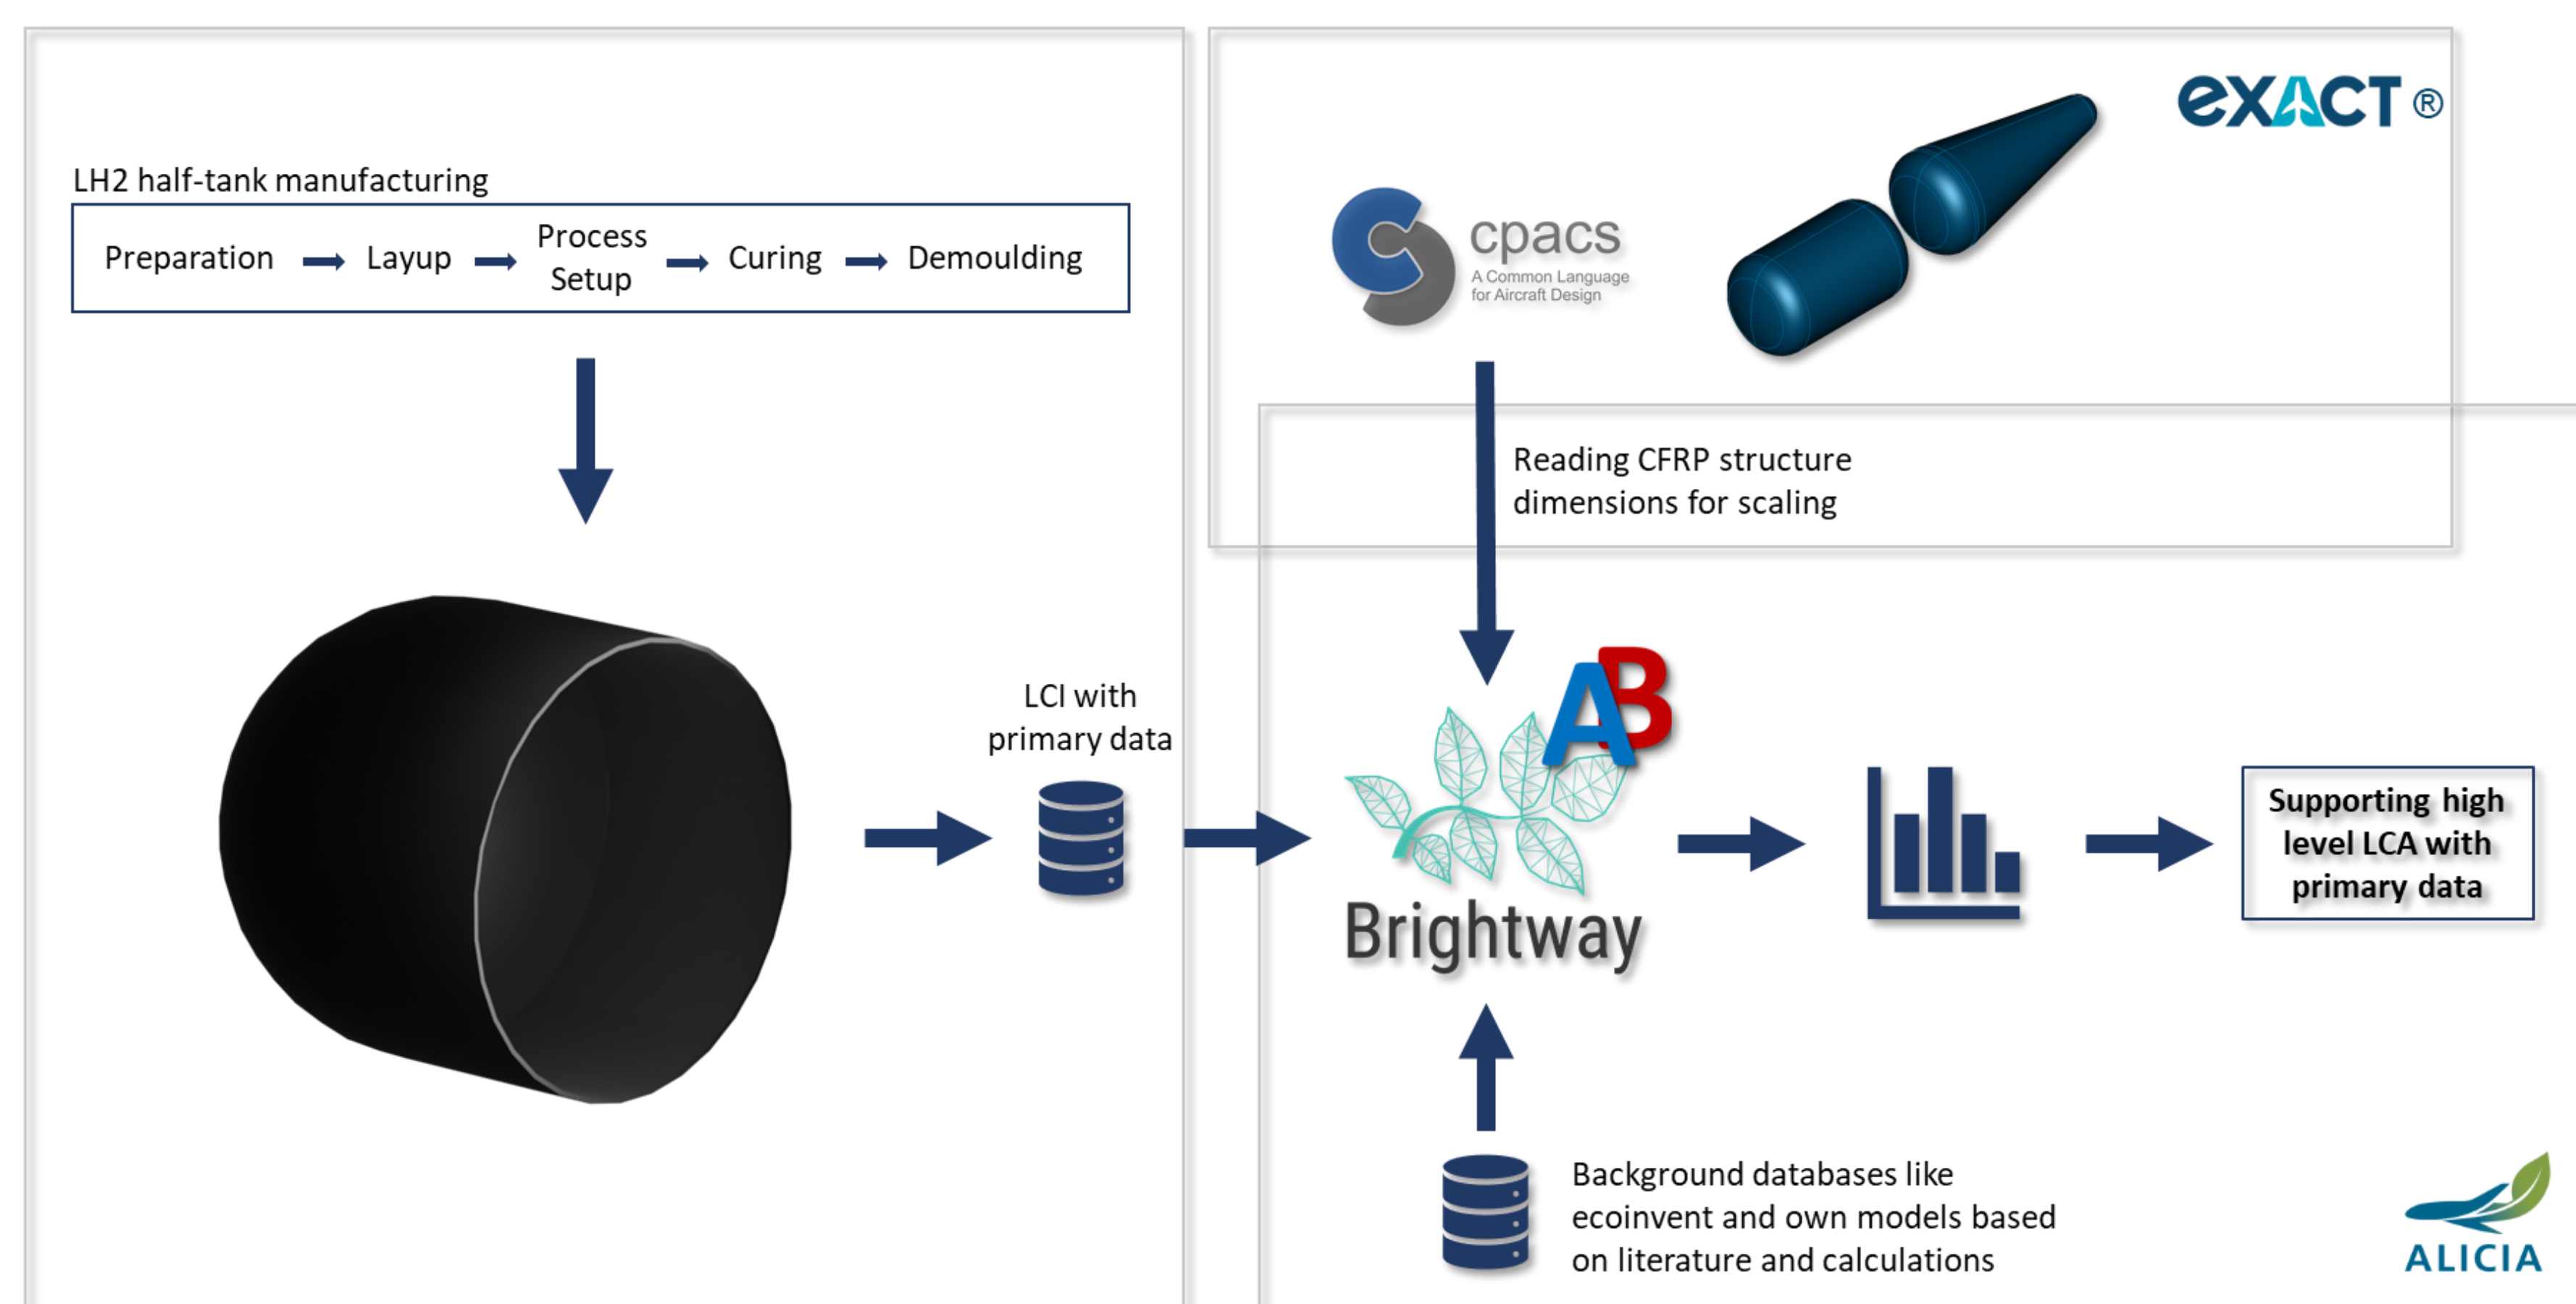 LH2 half-tank manufacturing
Preparation
Layup
Process
Setup
Curing
Demoulding
LCI with
primary data
eXACT ®
cpacs
A Common Language
for Aircraft Design
Reading CFRP structure
dimensions for scaling
AB
Brightway
Supporting high
level LCA with
primary data
Background databases like
ecoinvent and own models based
on literature and calculations
ALICIA